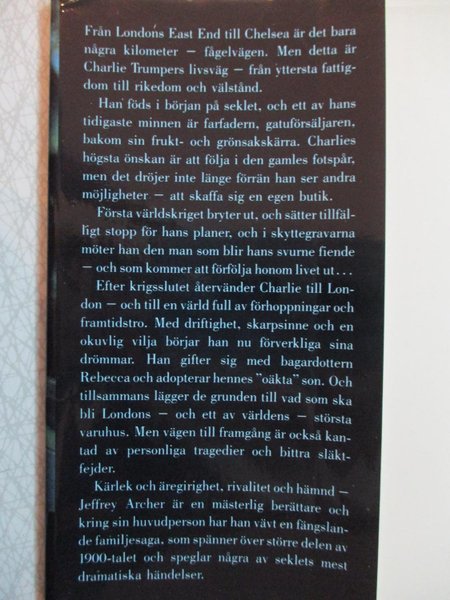 Från Londons East End till Chelsea är det bara
några kilometer – fågelvägen. Men detta är
Charlie Trumpers livsväg – från yttersta fattig-
dom till rikedom och välstånd.
Han föds i början på seklet, och ett av hans
tidigaste minnen är farfadern, gatuförsäljaren,
bakom sin frukt- och grönsakskärra. Charlies
högsta önskan är att följa i den gamles fotspår,
men det dröjer inte länge förrän han ser andra
möjligheter – att skaffa sig en egen butik.
Första världskriget bryter ut, och sätter tillfäl-
ligt stopp för hans planer, och i skyttegravarna
möter han den man som blir hans svurne fiende
– och som kommer att förfölja honom livet ut...
Efter krigsslutet återvänder Charlie till Lon-
don – och till en värld full av förhoppningar och
framtidstro. Med driftighet, skarpsinne och en
okuvlig vilja börjar han nu förverkliga sina
drömmar. Han gifter sig med bagardottern
Rebecca och adopterar hennes ”oäkta” son. Och
tillsammans lägger de grunden till vad som ska
bli Londons – och ett av världens – största
varuhus. Men vägen till framgång är också kan-
tad av personliga tragedier och bittra släkt-
fejder.
Kärlek och äregirighet, rivalitet och hämnd –
Jeffrey Archer är en mästerlig berättare och
kring sin huvudperson har han vävt en fängslan-
de familjesaga, som spänner över större delen av
1900-talet och speglar några av seklets mest
dramatiska händelser.